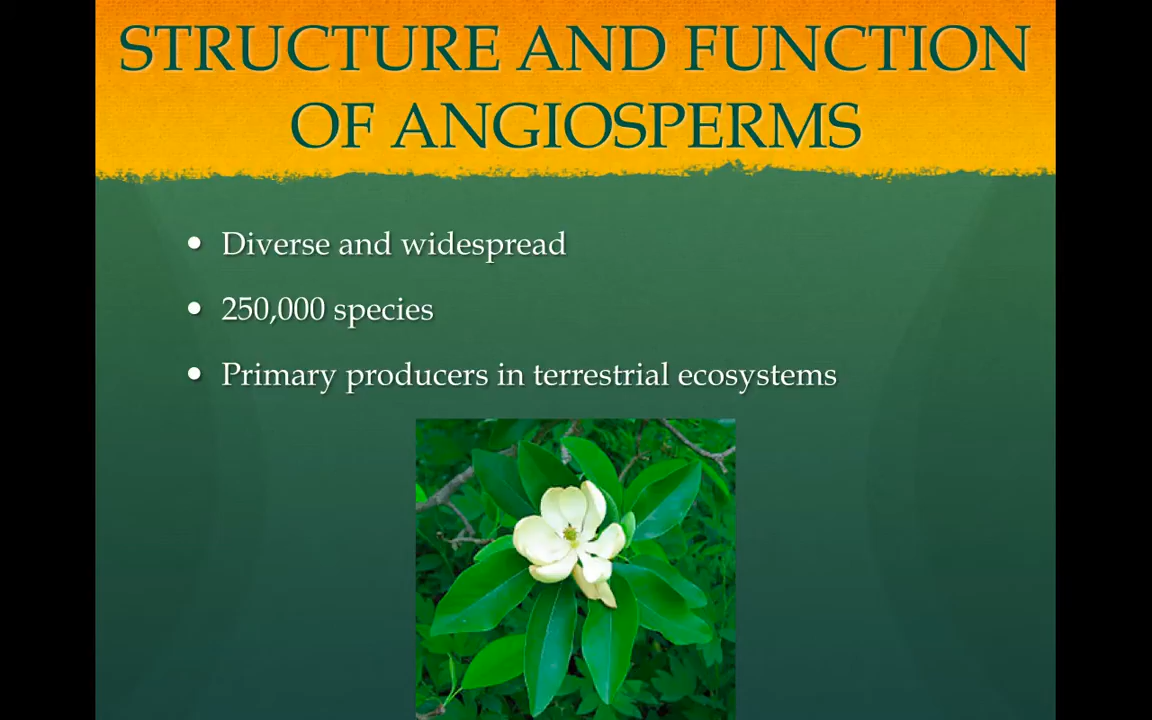 STRUCTURE AND FUNCTION
OF ANGIOSPERMS
• Diverse and widespread
• 250,000 species
• Primary producers in terrestrial ecosystems